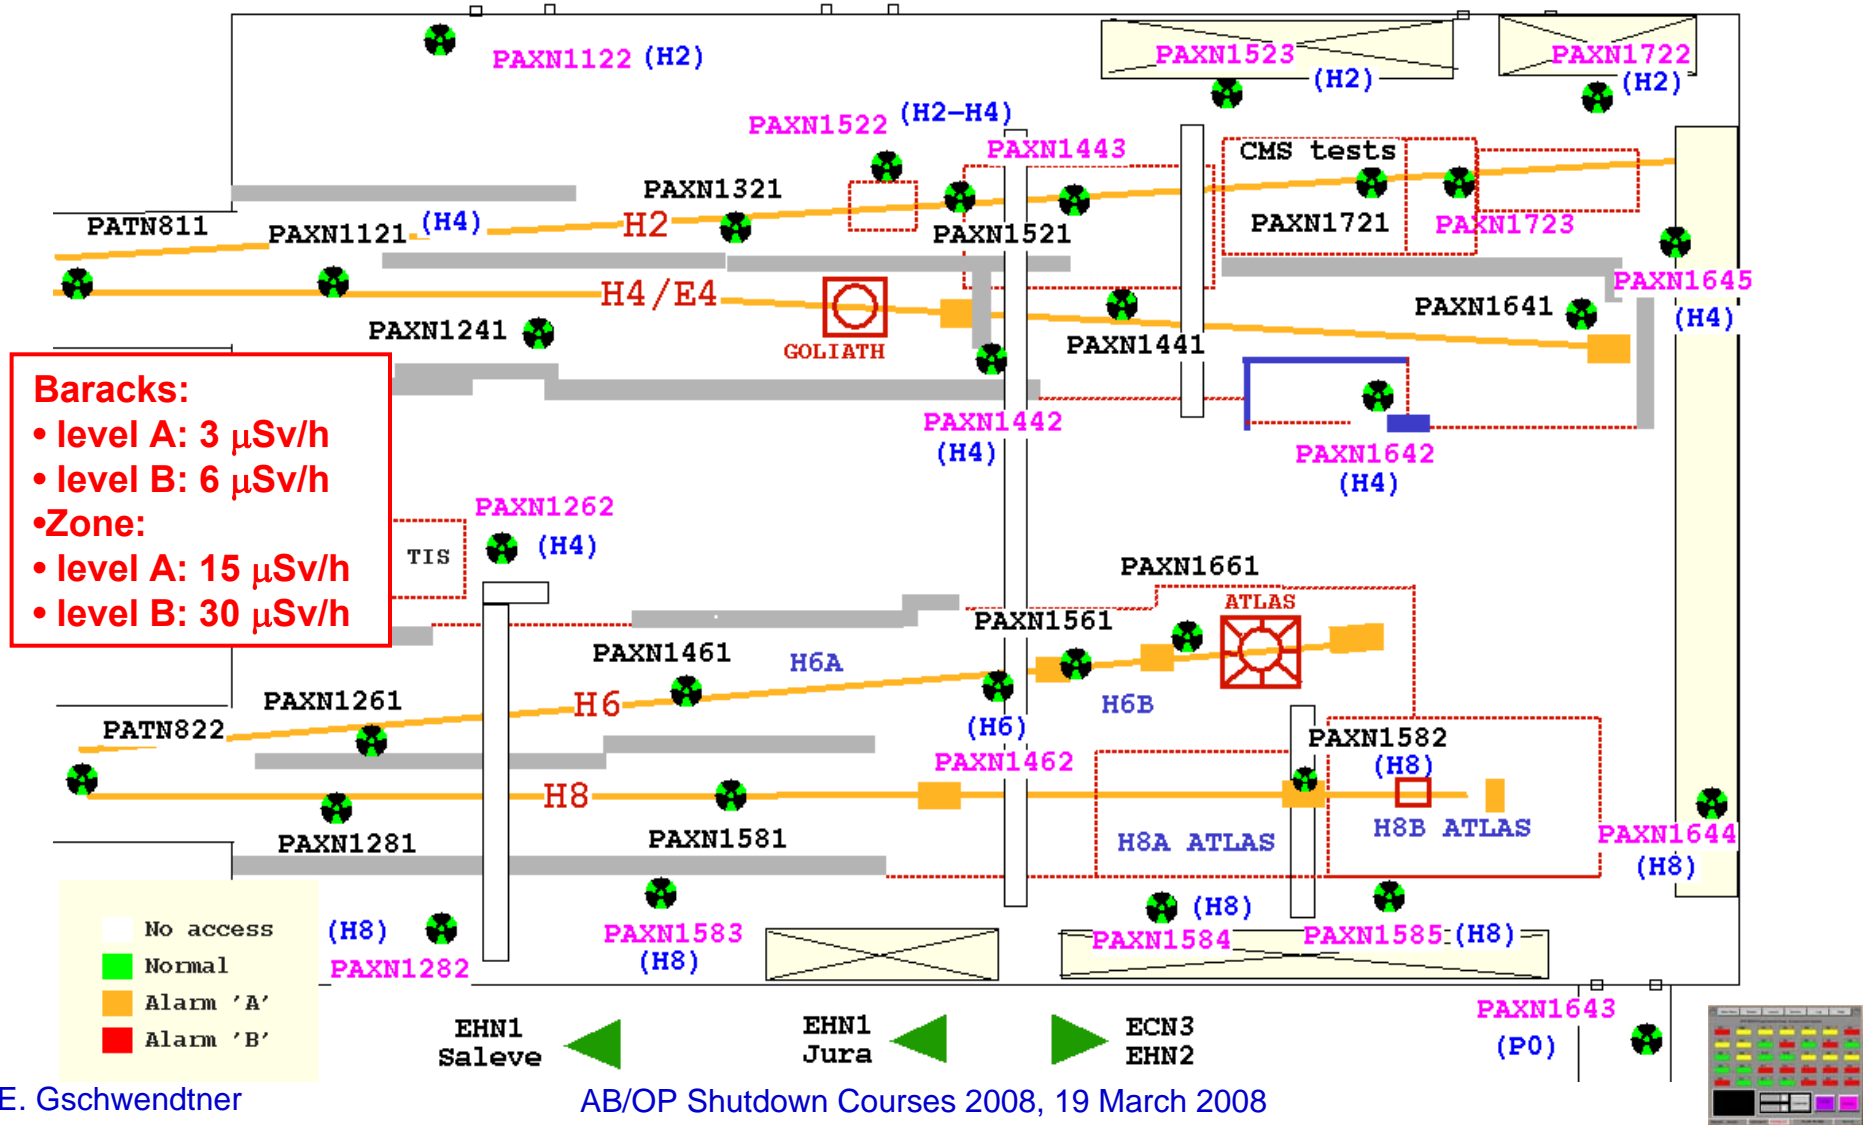 PAXN1122 (H2)
PAXN1523
(H2)
PAXN1722
(H2)
PAXN1522 (H2-H4)
PAXN1443
CMS tests
PAXN1321
PATN811
PAXN1121 (H4)
H2
PAXN1521
PAXN1721
PAXN1723
H4/E4
PAXN1645
(H4)
PAXN1241
GOLIATH
PAXN1441
PAXN1641
Baracks:
• level A: 3 µSv/h
• level B: 6 µSv/h
•Zone:
• level A: 15 µSv/h
• level B: 30 µSv/h
PAXN1442
(H4)
PAXN1642
(H4)
PAXN1262
(H4)
TIS
PAXN1661
ATLAS
PAXN1561
PAXN1461
H6A
H6B
PAXN1261
H6
PATN822
(H6)
PAXN1462
PAXN1582
(H8)
H8
PAXN1281
PAXN1581
H8A ATLAS
H8B ATLAS
PAXN1644
(H8)
No access
Normal
Alarm 'A'
Alarm 'B'
(H8)
PAXN1282
PAXN1583
(H8)
(H8)
PAXN1584
PAXN1585 (H8)
PAXN1643
(P0)
EHN1
Saleve
EHN1
Jura
ECN3
EHN2
E. Gschwendtner
AB/OP Shutdown Courses 2008, 19 March 2008